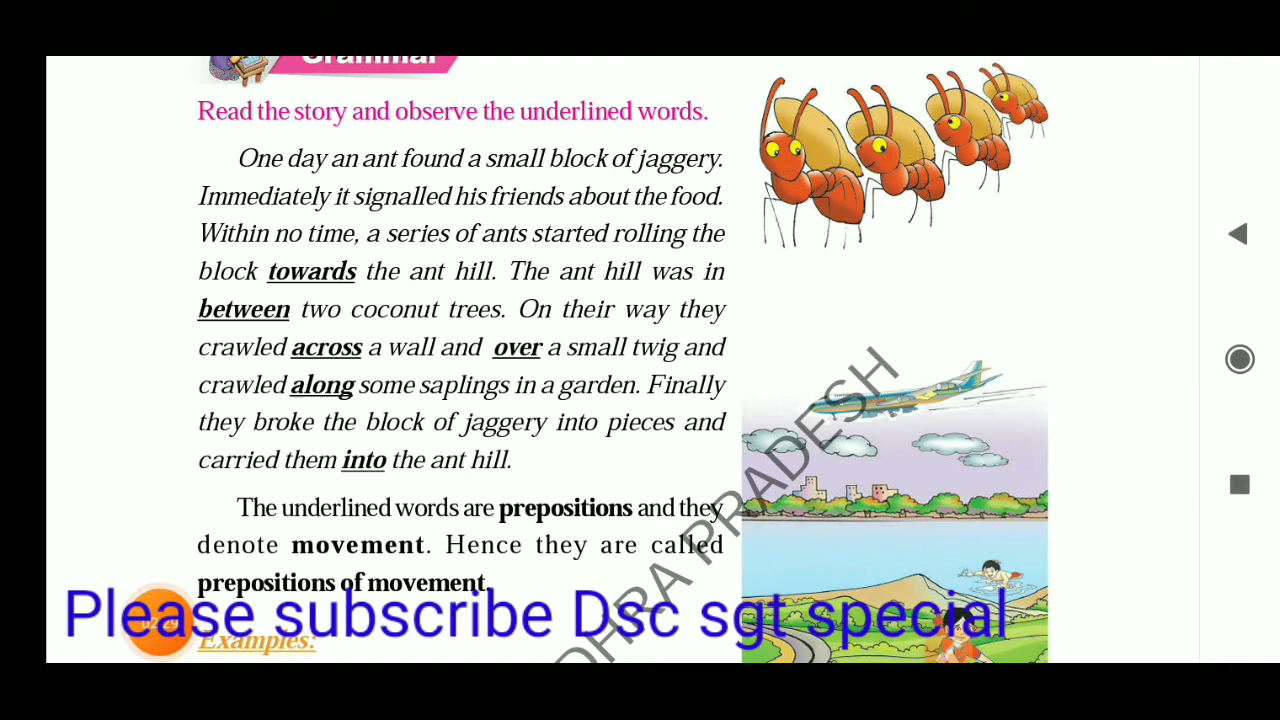 Grammar
Read the story and observe the underlined words.
One day an ant found a small block of jaggery.
Immediately it signalled his friends about the food.
Within no time, a series of ants started rolling the
block towards the ant hill. The ant hill was in
between two coconut trees. On their way they
crawled across a wall and over a small twig and
crawled along some saplings in a garden. Finally
they broke the block of jaggery into pieces and
carried them into the ant hill.
The underlined words are prepositions and they
denote movement. Hence they are called
prepositions of movement.
Please subscribe Dsc sgt special
Examples:
DHRA PRADESH